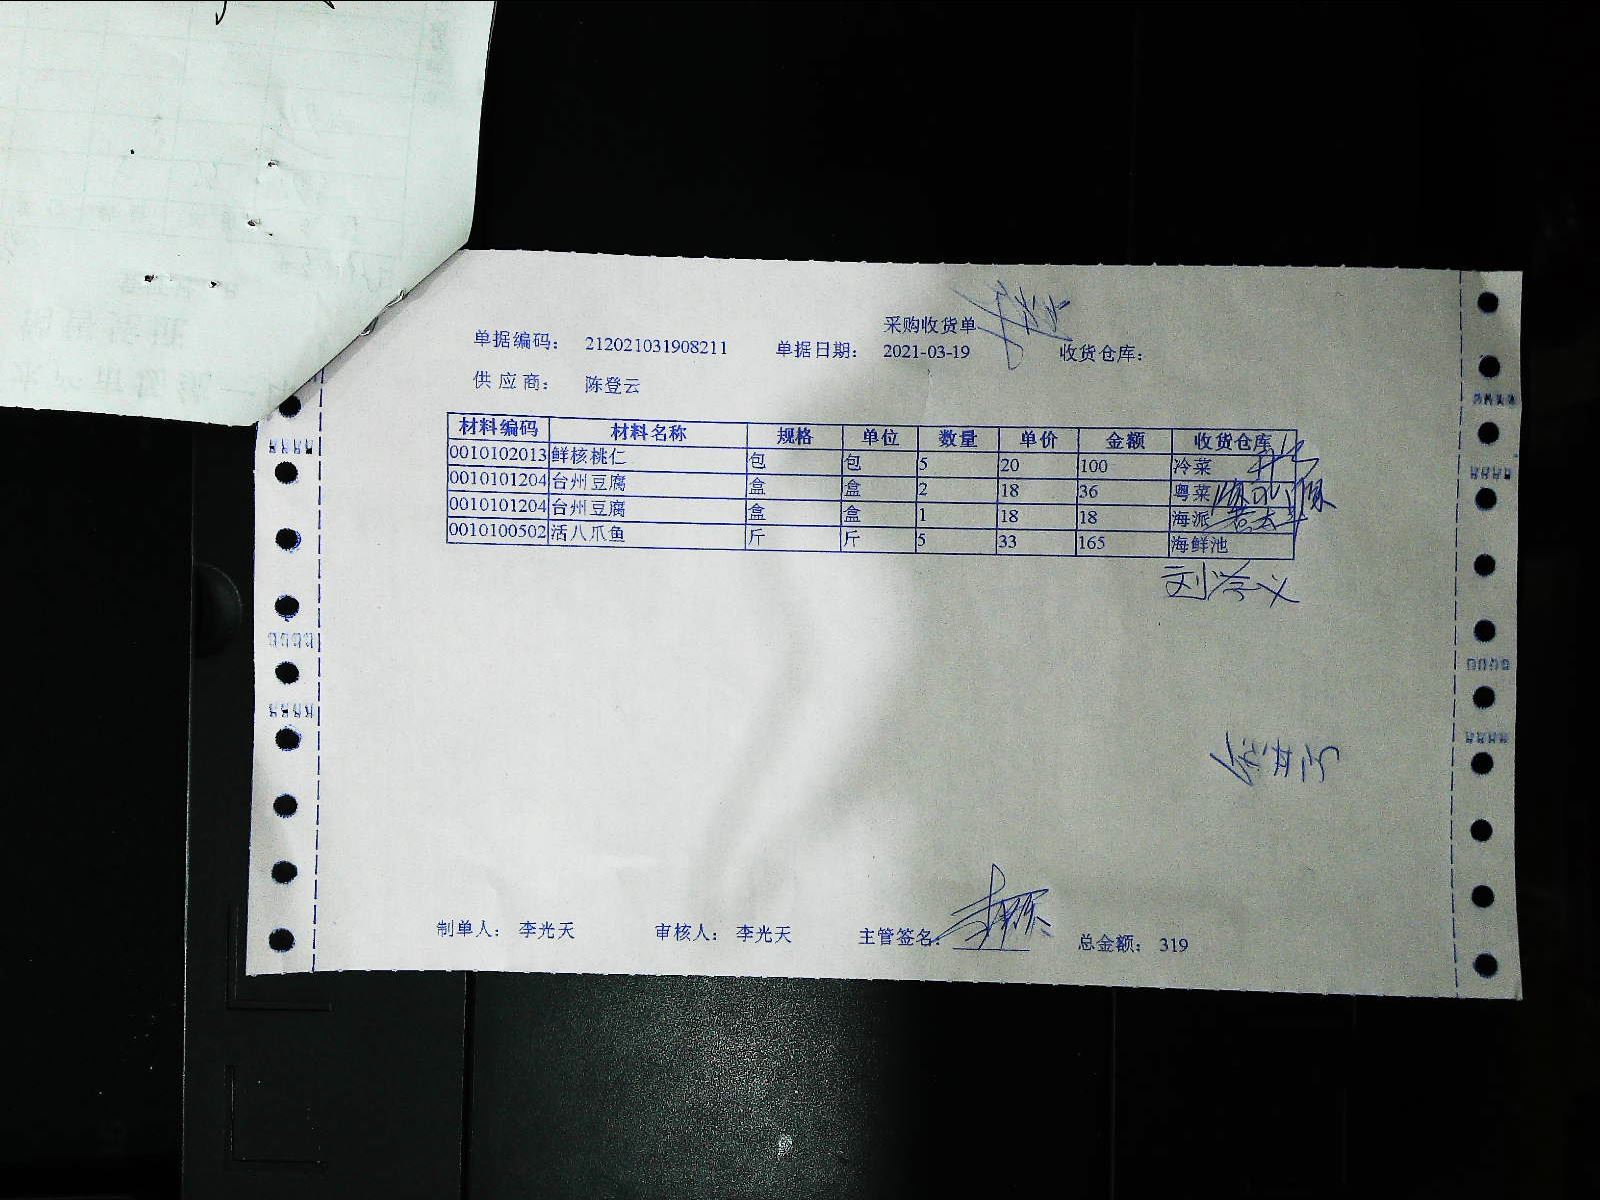 采购收货单
单据编码： 212021031908211 单据日期： 2021-03-19 收货仓库：
供应商： 陈登云
材料编码 材料名称 规格 单位 数量 单价 金额 收货仓库
0010102013 鲜核桃仁 包 包 5 20 100 冷菜
0010101204 台州豆腐 盒 盒 2 18 36 粤菜
0010101204 台州豆腐 盒 盒 1 18 18 海派
0010100502 活八爪鱼 斤 斤 5 33 165 海鲜池
刘学义
制单人： 李光天 审核人： 李光天 主管签名： 总金额： 319